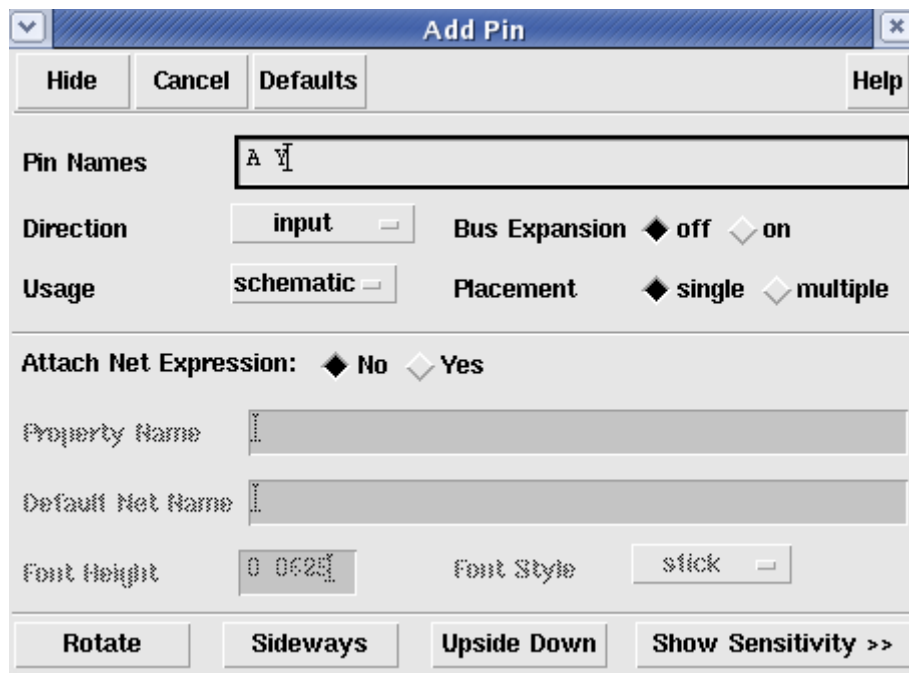 Add Pin
Hide Cancel Defaults Help
Pin Names A Y
Direction input Bus Expansion off on
Usage schematic Placement single multiple
Attach Net Expression: No Yes
Property Name
Default Net Name
Font Height 0.0625 Font Style stick
Rotate Sideways Upside Down Show Sensitivity >>